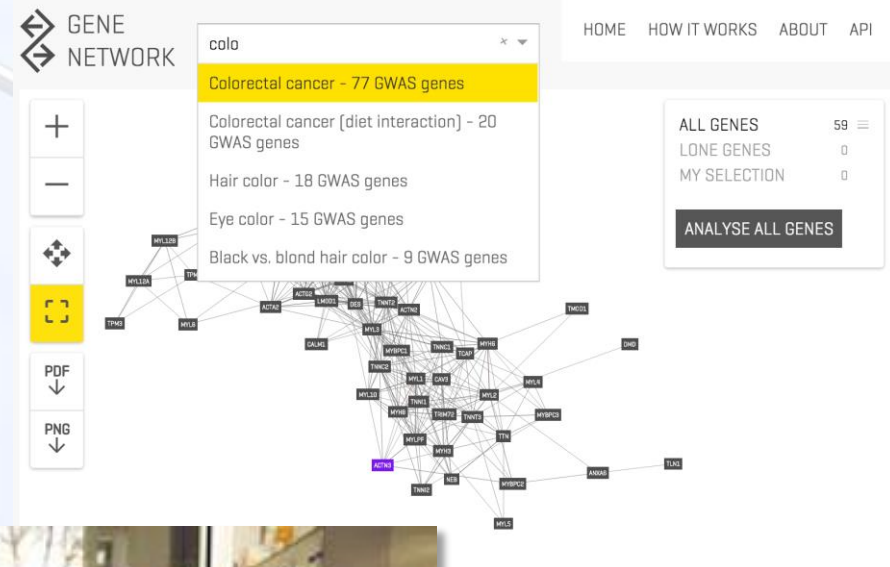 GENE
NETWORK
colo
HOME HOW IT WORKS ABOUT API
Colorectal cancer - 77 GWAS genes
Colorectal cancer (diet interaction) - 20
GWAS genes
Hair color - 18 GWAS genes
Eye color - 15 GWAS genes
Black vs. blond hair color - 9 GWAS genes
ALL GENES 59
LONE GENES 0
MY SELECTION 0
ANALYSE ALL GENES
PDF
PNG
MYL12B
MYL12A
TPM3
MYL6
ACTA2
ACTG2
LMOD1
DES
TNNT2
ACTN2
CALM1
MYL3
TMOD1
DMD
MYBPC1
TNNC1
TCAP
MYH6
TNNC2
MYL1
CAV3
MYL4
MYL10
TNNI1
MYL2
MYH8
TRIM72
TNNT3
MYBPC3
MYLPF
TTN
MYH3
ACTN3
NEB
TNNI2
MYBPC2
ANXA6
TLN1
MYL5